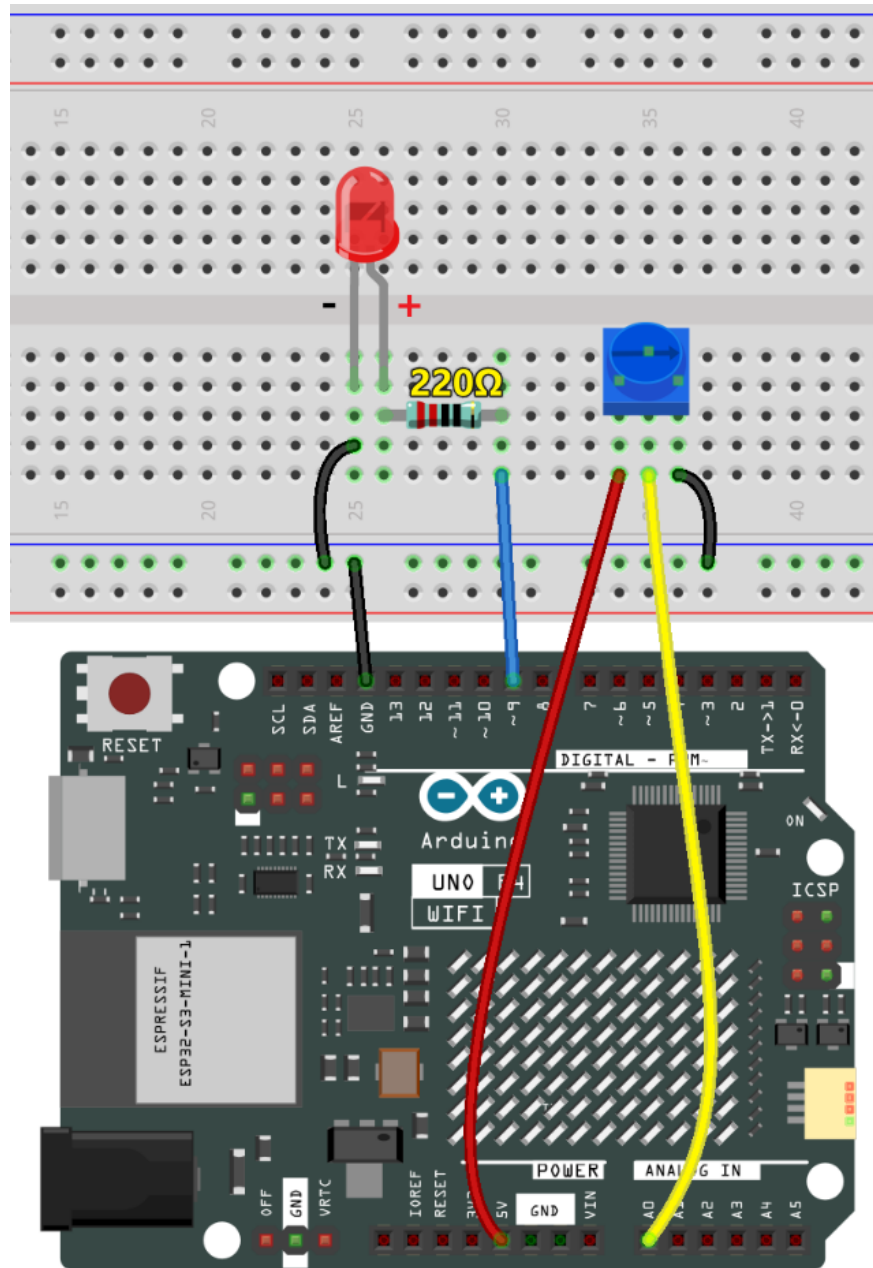 15 20 25 30 35 40
- +
220Ω
15 20 25 30 40
RESET
SCL
SDA
AREF
GND
13
12
~11
~10
~9
8
7
~6
~5
~3
2
TX->1
RX<-0
DIGITAL - PWM~
L
TX
RX
Arduino
UNO R4
WIFI
ON
ICSP
ESPRESSIF
ESP32-S3-MINI-1
POWER
ANALOG IN
OFF
GND
VRTC
IOREF
RESET
3V3
5V
GND
VIN
A0
A1
A2
A3
A4
A5